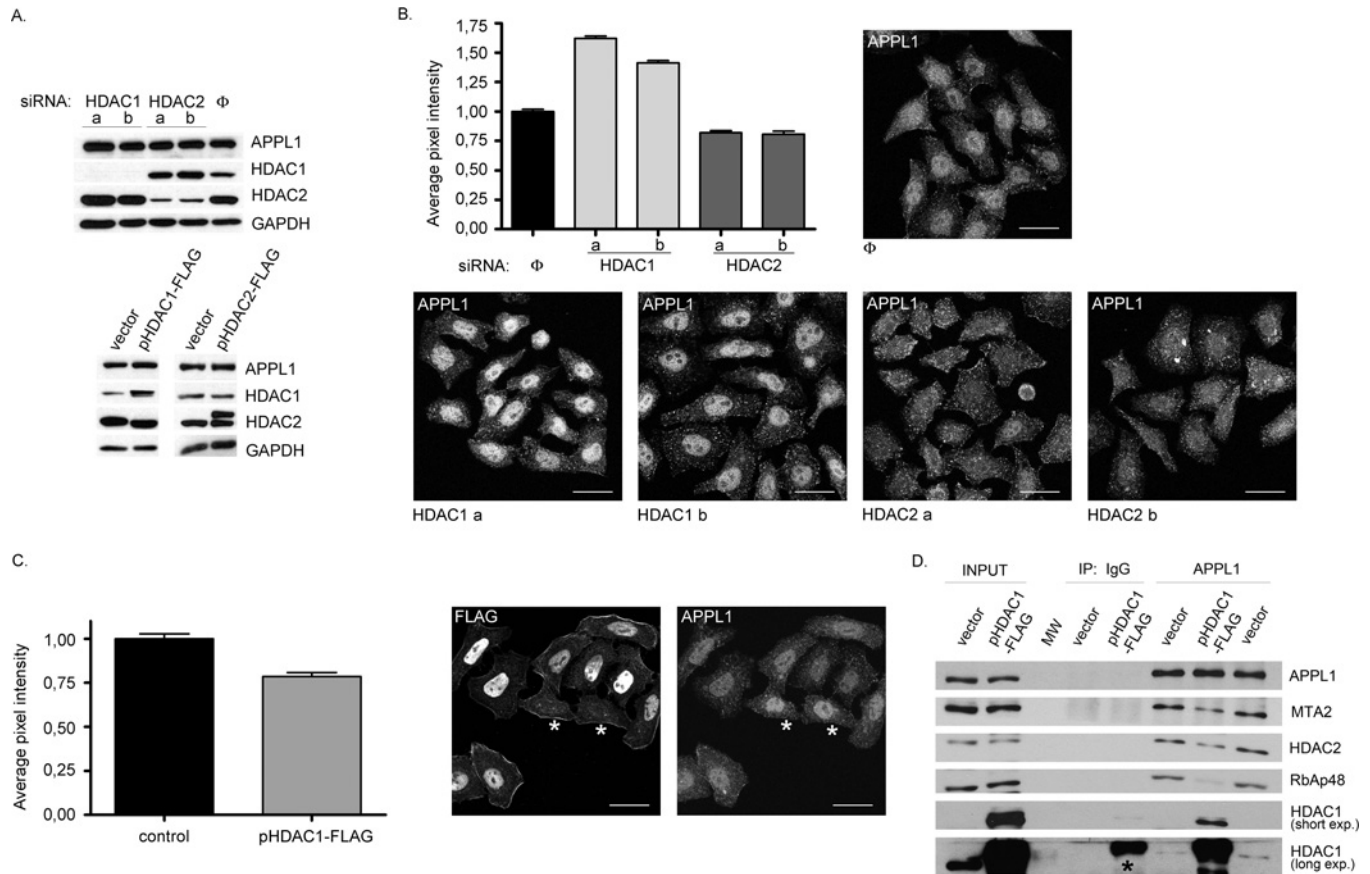 A.
siRNA: HDAC1 HDAC2 Φ
a b a b
APPL1
HDAC1
HDAC2
GAPDH
vector
pHDAC1-FLAG
vector
pHDAC2-FLAG
APPL1
HDAC1
HDAC2
GAPDH
B.
Average pixel intensity
1,75
1,50
1,25
1,00
0,75
0,50
0,25
0,00
a b a b
siRNA: Φ HDAC1 HDAC2
APPL1
Φ
APPL1
HDAC1 a
APPL1
HDAC1 b
APPL1
HDAC2 a
APPL1
HDAC2 b
C.
Average pixel intensity
1,00
0,75
0,50
0,25
0,00
control pHDAC1-FLAG
FLAG
* *
APPL1
* *
D.
INPUT IP: IgG APPL1
vector
pHDAC1
-FLAG
MW
vector
pHDAC1
-FLAG
vector
pHDAC1
-FLAG
vector
APPL1
MTA2
HDAC2
RbAp48
HDAC1
(short exp.)
HDAC1
(long exp.)
*